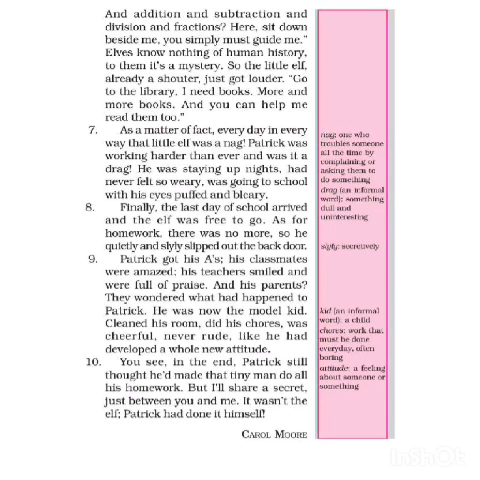 And addition and subtraction and
division and fractions? Here, sit down
beside me, you simply must guide me."
Elves know nothing of human history,
to them it's a mystery. So the little elf,
already a shouter, just got louder. "Go
to the library, I need books. More and
more books. And you can help me
read them too."
7. As a matter of fact, every day in every
way that little elf was a nag! Patrick was
working harder than ever and was it a
drag! He was staying up nights, had
never felt so weary, was going to school
with his eyes puffed and bleary.
8. Finally, the last day of school arrived
and the elf was free to go. As for
homework, there was no more, so he
quietly and slyly slipped out the back door.
9. Patrick got his A's; his classmates
were amazed; his teachers smiled and
were full of praise. And his parents?
They wondered what had happened to
Patrick. He was now the model kid.
Cleaned his room, did his chores, was
cheerful, never rude, like he had
developed a whole new attitude.
10. You see, in the end, Patrick still
thought he'd made that tiny man do all
his homework. But I'll share a secret,
just between you and me. It wasn't the
elf; Patrick had done it himself!
CAROL MOORE
nag: one who
troubles someone
all the time by
complaining or
asking them to
do something
drag (an informal
word): something
dull and
uninteresting
slyly: secretively
kid (an informal
word): a child
chores: work that
must be done
everyday, often
boring
attitude: a feeling
about someone or
something
InShOt